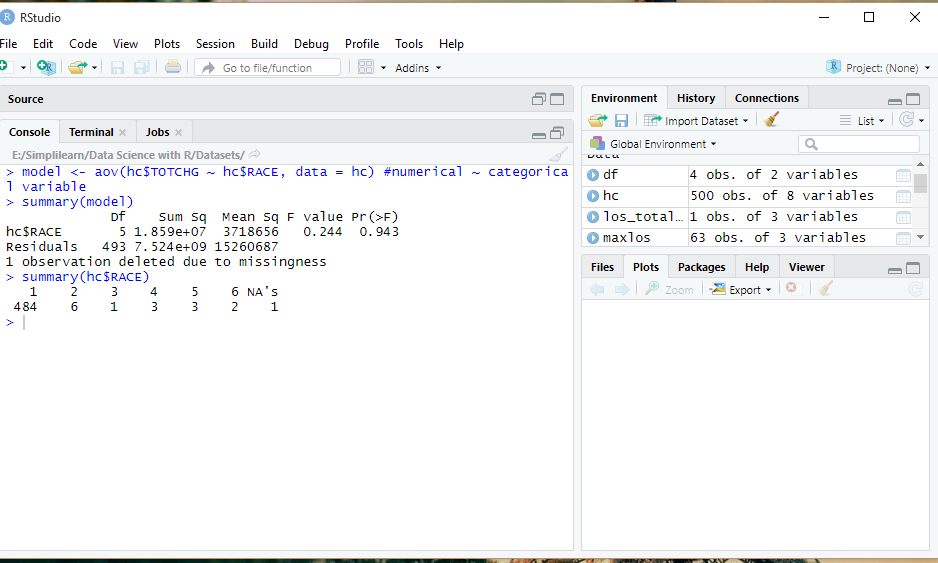 R RStudio
File Edit Code View Plots Session Build Debug Profile Tools Help
Go to file/function
Addins
R Project: (None)
Source
Console Terminal Jobs
E:/Simplilearn/Data Science with R/Datasets/
> model <- aov(hc$TOTCHG ~ hc$RACE, data = hc) #numerical ~ categorica
l variable
> summary(model)
Df Sum Sq Mean Sq F value Pr(>F)
hc$RACE 5 1.859e+07 3718656 0.244 0.943
Residuals 493 7.524e+09 15260687
1 observation deleted due to missingness
> summary(hc$RACE)
1 2 3 4 5 6 NA's
484 6 1 3 3 2 1
>
Environment History Connections
Import Dataset List
Global Environment
Data
df 4 obs. of 2 variables
hc 500 obs. of 8 variables
los_total… 1 obs. of 3 variables
maxlos 63 obs. of 3 variables
Files Plots Packages Help Viewer
Zoom Export